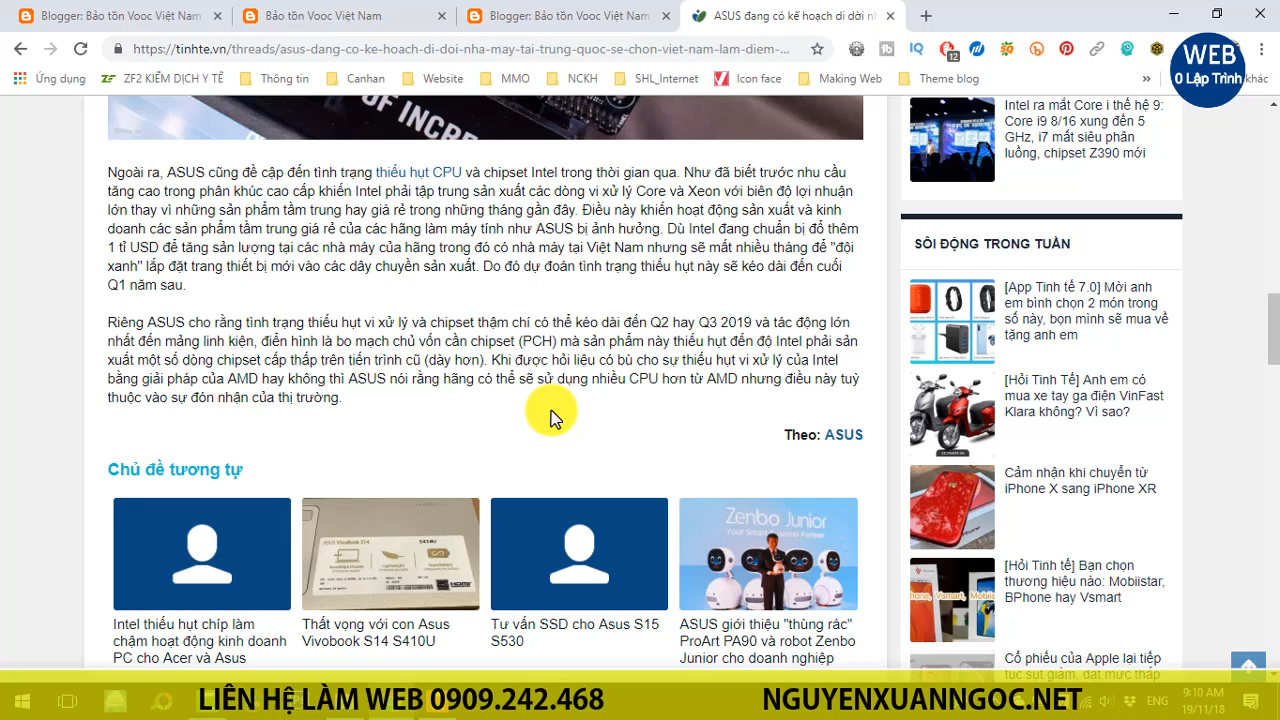 Blogger: Bảo tồn Vooc Việt Nam
Bảo tồn Vooc Việt Nam
Blogger: Bảo tồn Vooc Việt Nam
ASUS đang có kế hoạch di dời nh
https://tinhte.vn/threads/asus-dang-co-ke-hoach-di-doi-nha-may-tai-trung-quoc-se-chon-viet-nam-lam-diem-...
12
Ứng dụng
ZF2 KIỂM DỊCH Y TẾ
Thông tin
Canhan
Website
MMO
NCKH
SHL_Internet
Icon face
Making Web
Theme blog
khác
WEB
0 Lập Trình
OF INCRE
Ngoài ra, ASUS cũng đề cập đến tình trạng thiếu hụt CPU và chipset Intel trong thời gian qua. Như đã biết trước nhu cầu
tăng cao trong phân khúc cao cấp khiến Intel phải tập trung sản xuất các dòng vi xử lý Core và Xeon với biên độ lợi nhuận
lớn thay vì những sản phẩm tầm trung hay giá rẻ trong những tháng gần đây. Điều này khiến hoạt động sản xuất và kinh
doanh các sản phẩm tầm trung giá rẻ của các hãng làm máy tính như ASUS bị ảnh hưởng. Dù Intel đang chuẩn bị đổ thêm
1 tỉ USD để tăng sản lượng tại các nhà máy của hãng trong đó có nhà máy tại Việt Nam nhưng sẽ mất nhiều tháng để "đội
xanh" lắp đặt trang thiết bị mới vào các dây chuyền sản xuất. Do đó dự đoán tình trạng thiếu hụt này sẽ kéo dài đến cuối
Q1 năm sau.
Riêng ASUS cho rằng tình trạng thiếu hụt vi xử lý và chipset thậm chí có thể kéo dài đến Q2 hay Q3 2019 và tác động lớn
nhất đến mảng linh kiện, điển hình là bo mạch chủ vốn cần chipset (PCH) mà sản phẩm này thiếu hụt đến độ Intel phải sản
xuất một số dòng chipset cấp thấp trên tiến trình cũ (dày hơn). Khi được hỏi liệu có bù cho sự thiếu hụt vi xử lý của Intel
bằng giải pháp của AMD hay không thì ASUS nói rằng hãng có thể sẽ sử dụng nhiều CPU hơn từ AMD nhưng điều này tuỳ
thuộc vào sự đón nhận của thị trường.
Theo: ASUS
Chủ đề tương tự
Zenbo Junior
Your Smart Business Partner
ASUS VivoBook S14
HDMI
Intel thiếu hụt chíp làm
chậm hoạt động kinh doanh
PC cho Acer và Asus
Thất vọng với con Asus
Vivobook S14 S410U
Tư vấn SSD cho Asus S15
S530
ASUS giới thiệu "thùng rác"
ProArt PA90 và robot Zenbo
Junior cho doanh nghiệp
Intel ra mắt Core i thế hệ 9:
Core i9 8/16 xung đến 5
GHz, i7 mất siêu phân
luồng, chipset Z390 mới
SÔI ĐỘNG TRONG TUẦN
[App Tinh tế 7.0] Mời anh
em bình chọn 2 món trong
số này, bọn mình sẽ mua về
tặng anh em
[Hỏi Tinh Tế] Anh em có
mua xe tay ga điện VinFast
Klara không? Vì sao?
Cảm nhận khi chuyển từ
iPhone X sang iPhone XR
[Hỏi Tinh tế] Bạn chọn
thương hiệu nào: Mobiistar,
BPhone hay Vsmart
Cổ phiếu của Apple lại tiếp
tục sụt giảm, đạt mức thấp
LIÊN HỆ LÀM WEB 0909.242.468
NGUYENXUANNGOC.NET
ENG
9:10 AM
19/11/18